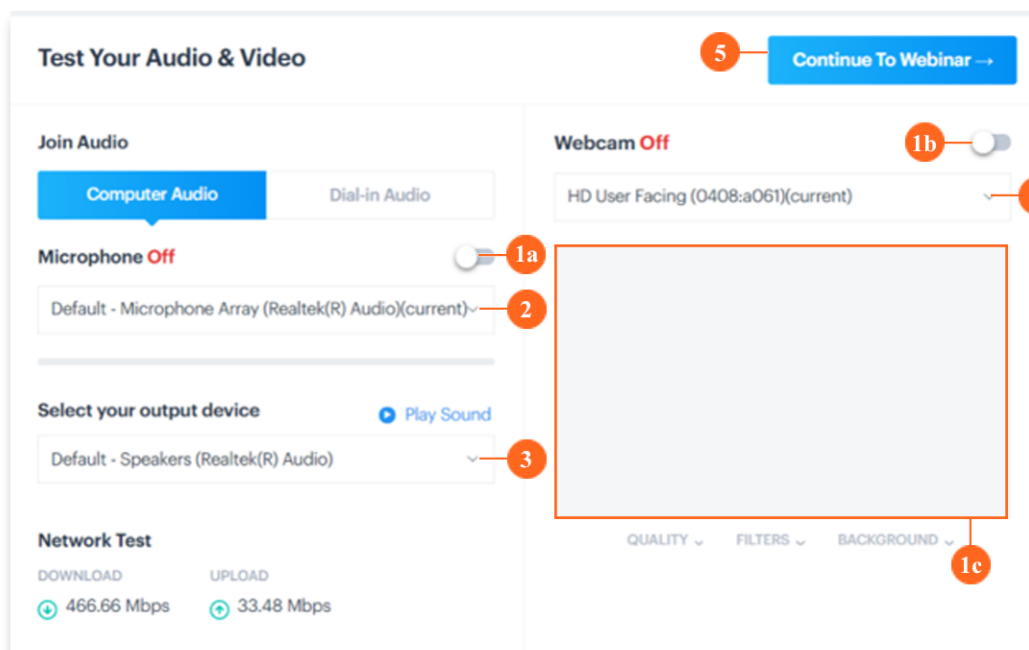 Test Your Audio & Video
5
Continue To Webinar →
Join Audio
Computer Audio
Dial-in Audio
Microphone Off
1a
Default - Microphone Array (Realtek(R) Audio)(current)
2
Select your output device
Play Sound
Default - Speakers (Realtek(R) Audio)
3
Network Test
DOWNLOAD
UPLOAD
466.66 Mbps
33.48 Mbps
Webcam Off
1b
HD User Facing (0408:a061)(current)
QUALITY
FILTERS
BACKGROUND
1c